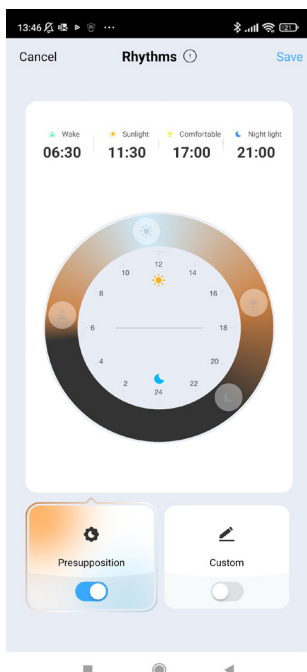 13:46
21
Cancel Rhythms Save
Wake Sunlight Comfortable Night light
06:30 11:30 17:00 21:00
12
10 14
8 16
6 18
4 20
2 22
24
Presupposition Custom